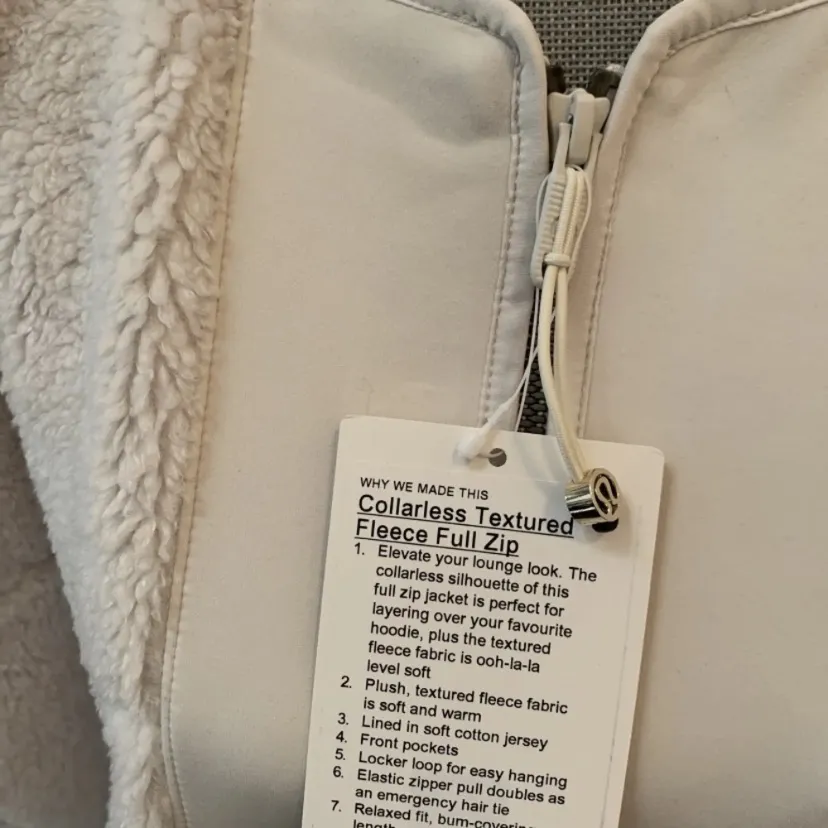 WHY WE MADE THIS
Collarless Textured
Fleece Full Zip
1. Elevate your lounge look. The
collarless silhouette of this
full zip jacket is perfect for
layering over your favourite
hoodie, plus the textured
fleece fabric is ooh-la-la
level soft
2. Plush, textured fleece fabric
is soft and warm
3. Lined in soft cotton jersey
4. Front pockets
5. Locker loop for easy hanging
6. Elastic zipper pull doubles as
an emergency hair tie
7. Relaxed fit, bum-covering
length